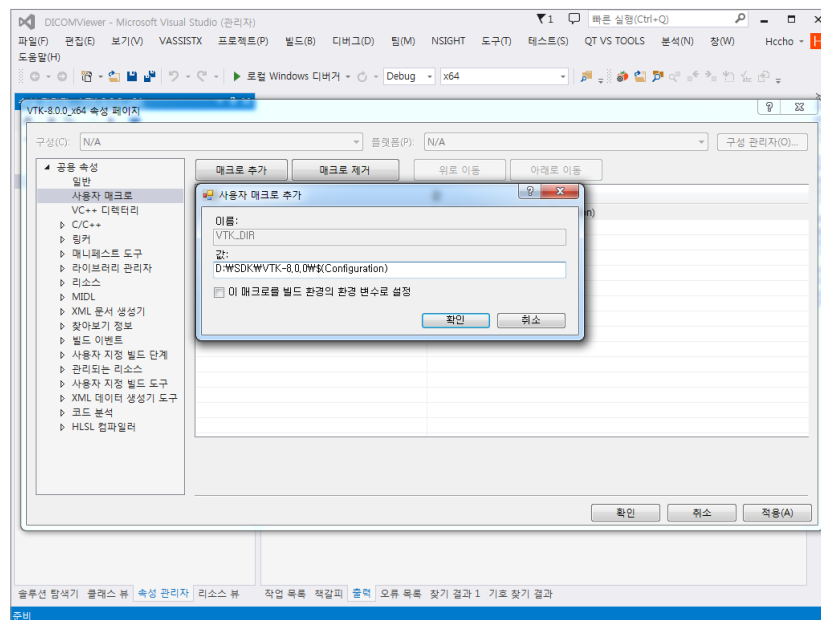 DICOMViewer - Microsoft Visual Studio (관리자)
1
빠른 실행(Ctrl+Q)
파일(F) 편집(E) 보기(V) VASSISTX 프로젝트(P) 빌드(B) 디버그(D) 팀(M) NSIGHT 도구(T) 테스트(S) QT VS TOOLS 분석(N) 창(W) Hccho
도움말(H)
로컬 Windows 디버거 Debug x64
VTK-8.0.0_x64 속성 페이지
구성(C): N/A 플랫폼(P): N/A 구성 관리자(O)...
공용 속성
일반
사용자 매크로
VC++ 디렉터리
C/C++
링커
매니페스트 도구
라이브러리 관리자
리소스
MIDL
XML 문서 생성기
찾아보기 정보
빌드 이벤트
사용자 지정 빌드 단계
관리되는 리소스
사용자 지정 빌드 도구
XML 데이터 생성기 도구
코드 분석
HLSL 컴파일러
매크로 추가 매크로 제거 위로 이동 아래로 이동
사용자 매크로 추가
이름:
VTK_DIR
값:
D:₩SDK₩VTK-8.0.0₩$(Configuration)
이 매크로를 빌드 환경의 환경 변수로 설정
확인 취소
확인 취소 적용(A)
솔루션 탐색기 클래스 뷰 속성 관리자 리소스 뷰 작업 목록 책갈피 출력 오류 목록 찾기 결과 1 기호 찾기 결과
준비